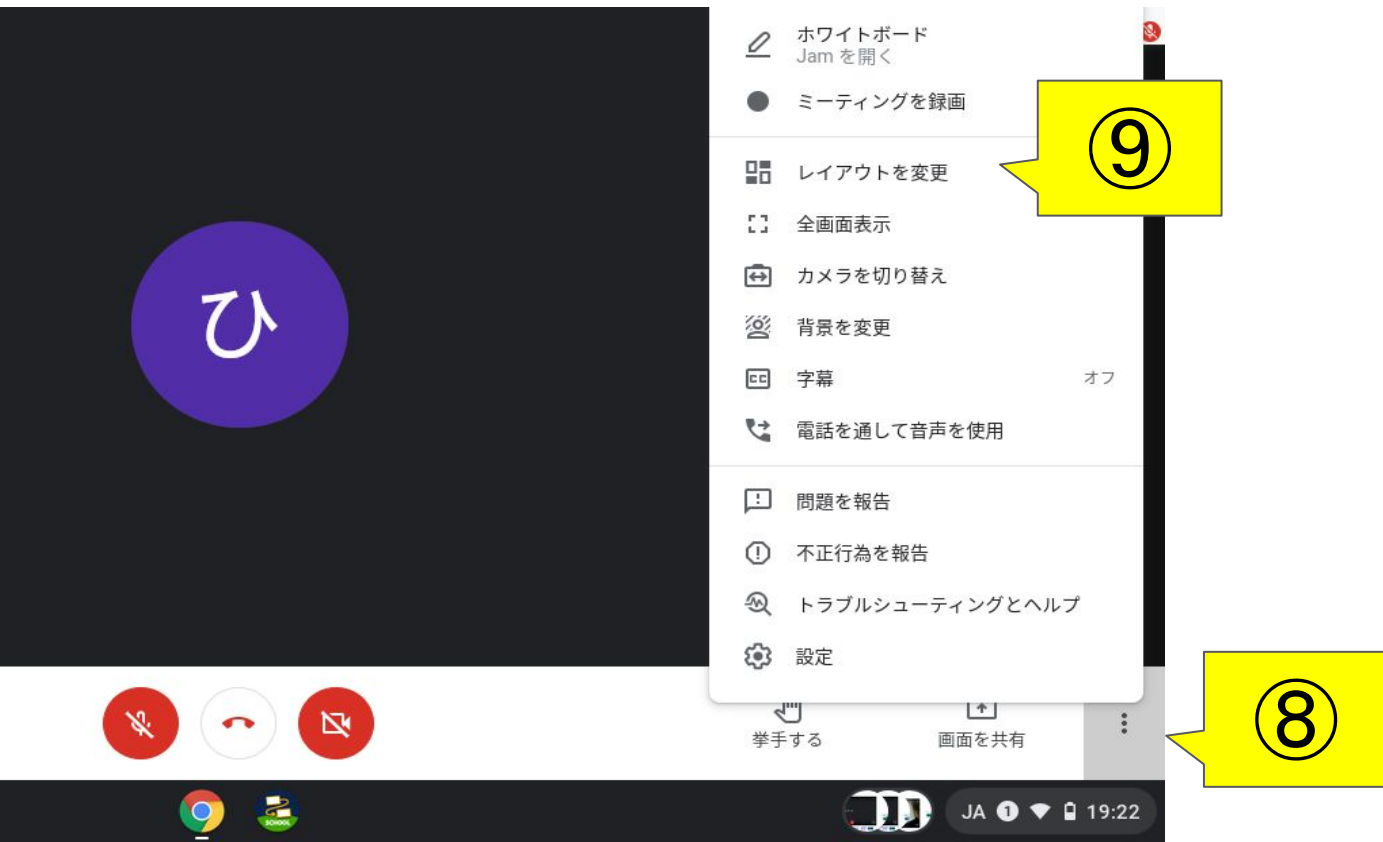 ホワイトボード
Jam を開く
ミーティングを録画
⑨
レイアウトを変更
全画面表示
カメラを切り替え
ひ
背景を変更
CC 字幕 オフ
電話を通して音声を使用
問題を報告
不正行為を報告
トラブルシューティングとヘルプ
設定
⑧
挙手する 画面を共有
SCHOOL
JA 1 19:22